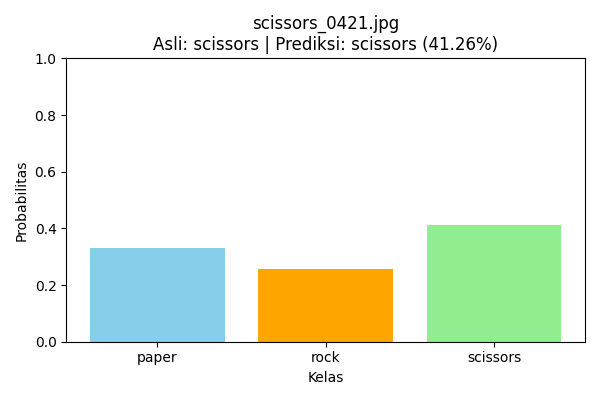 scissors_0421.jpg
Asli: scissors | Prediksi: scissors (41.26%)
1.0
0.8
0.6
0.4
0.2
0.0
Probabilitas
paper rock scissors
Kelas